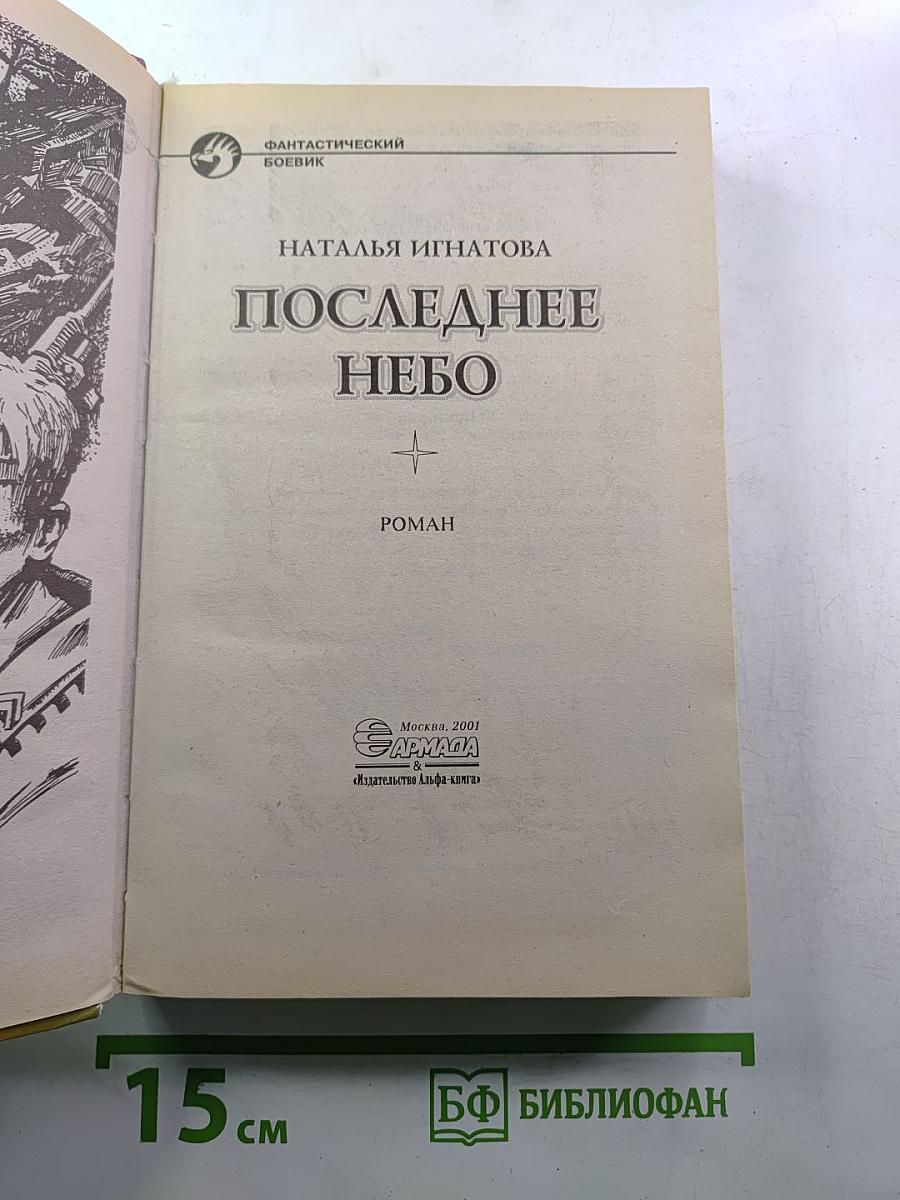 ФАНТАСТИЧЕСКИЙ
БОЕВИК
НАТАЛЬЯ ИГНАТОВА
ПОСЛЕДНЕЕ
НЕБО
РОМАН
Москва, 2001
АРМАДА
&
«Издательство Альфа-книга»
15 см
БФ БИБЛИОФАН